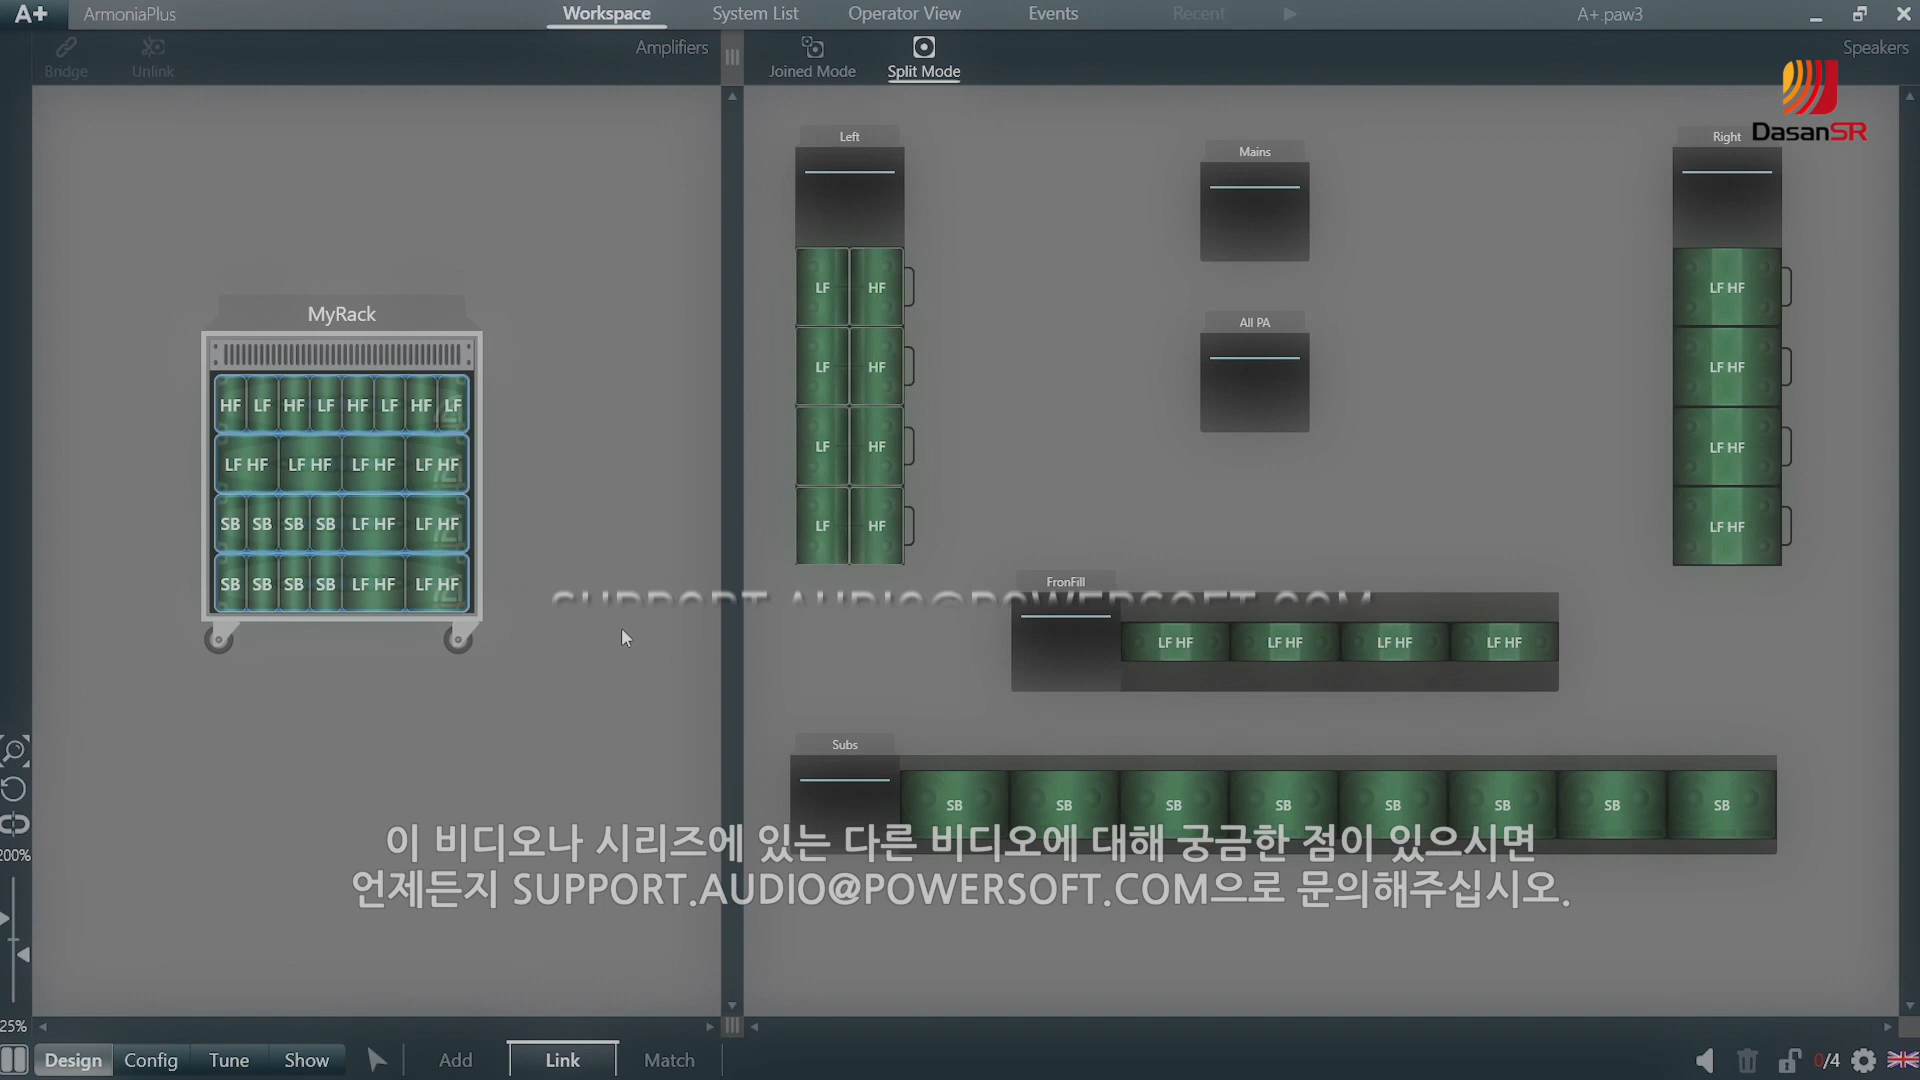 A+ ArmoniaPlus Workspace System List Operator View Events Recent A+.paw3
Bridge Unlink Amplifiers Joined Mode Split Mode Speakers
DasanSR
Left Mains Right
All PA
MyRack
HF LF HF LF HF LF HF LF
LF HF LF HF LF HF LF HF
SB SB SB SB LF HF LF HF
SB SB SB SB LF HF LF HF
LF HF
LF HF
LF HF
LF HF
LF HF
LF HF
LF HF
LF HF
FronFill
SUPPORT.AUDIO@POWERSOFT.COM
LF HF LF HF LF HF LF HF
Subs
SB SB SB SB SB SB SB SB
이 비디오나 시리즈에 있는 다른 비디오에 대해 궁금한 점이 있으시면
언제든지 SUPPORT.AUDIO@POWERSOFT.COM으로 문의해주십시오.
200%
25%
Design Config Tune Show Add Link Match 0/4